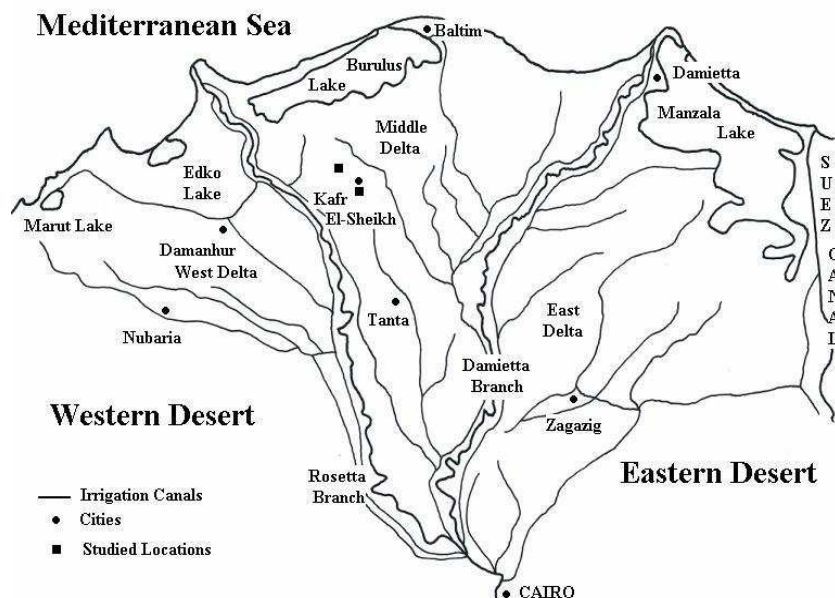 Mediterranean Sea
Baltim
Burulus
Lake
Damietta
Manzala
Lake
Middle
Delta
Edko
Lake
Kafr
El-Sheikh
Marut Lake
Damanhur
West Delta
SUEZ
CANAL
Nubaria
Tanta
East
Delta
Damietta
Branch
Zagazig
Western Desert
Eastern Desert
Rosetta
Branch
Irrigation Canals
Cities
Studied Locations
CAIRO